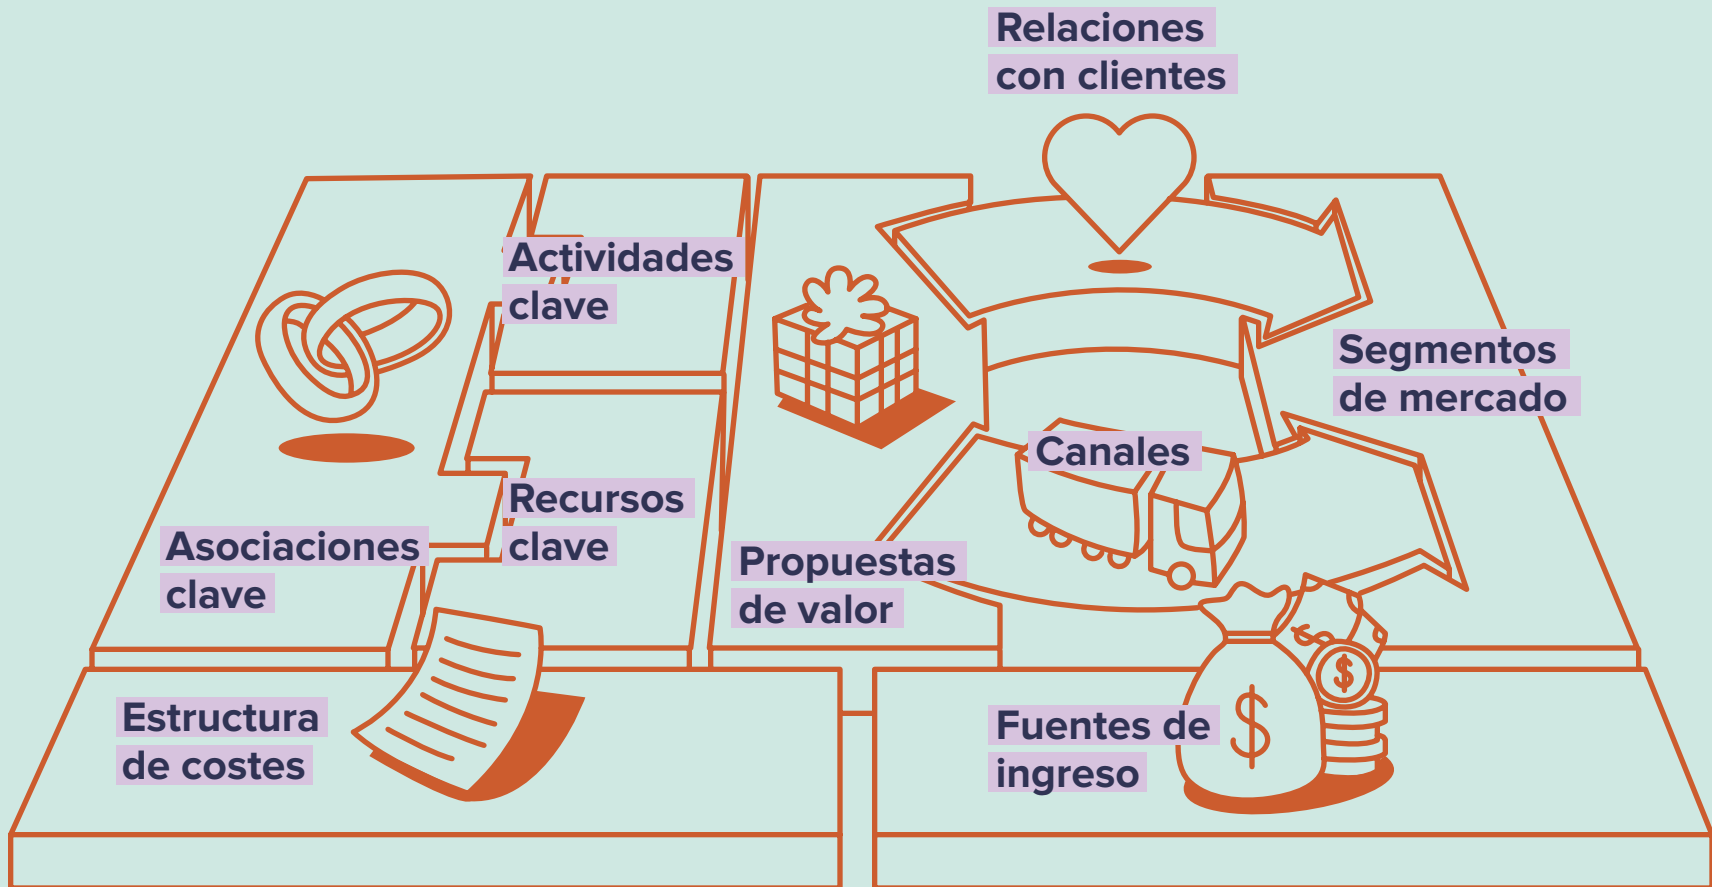 Relaciones
con clientes
Actividades
clave
Segmentos
de mercado
Canales
Recursos
clave
Asociaciones
clave
Propuestas
de valor
Estructura
de costes
Fuentes de
ingreso
$
$